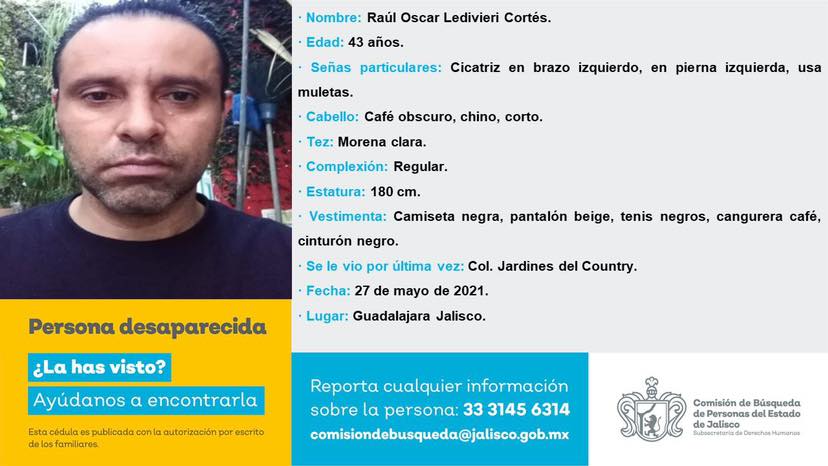 · Nombre: Raúl Oscar Ledivieri Cortés.
· Edad: 43 años.
· Señas particulares: Cicatriz en brazo izquierdo, en pierna izquierda, usa
muletas.
· Cabello: Café obscuro, chino, corto.
· Tez: Morena clara.
· Complexión: Regular.
· Estatura: 180 cm.
· Vestimenta: Camiseta negra, pantalón beige, tenis negros, cangurera café,
cinturón negro.
· Se le vio por última vez: Col. Jardines del Country.
· Fecha: 27 de mayo de 2021.
· Lugar: Guadalajara Jalisco.
Persona desaparecida
¿La has visto?
Ayúdanos a encontrarla
Esta cédula es publicada con la autorización por escrito
de los familiares.
Reporta cualquier información
sobre la persona: 33 3145 6314
comisiondebusqueda@jalisco.gob.mx
Comisión de Búsqueda
de Personas del Estado
de Jalisco
Subsecretaría de Derechos Humanos